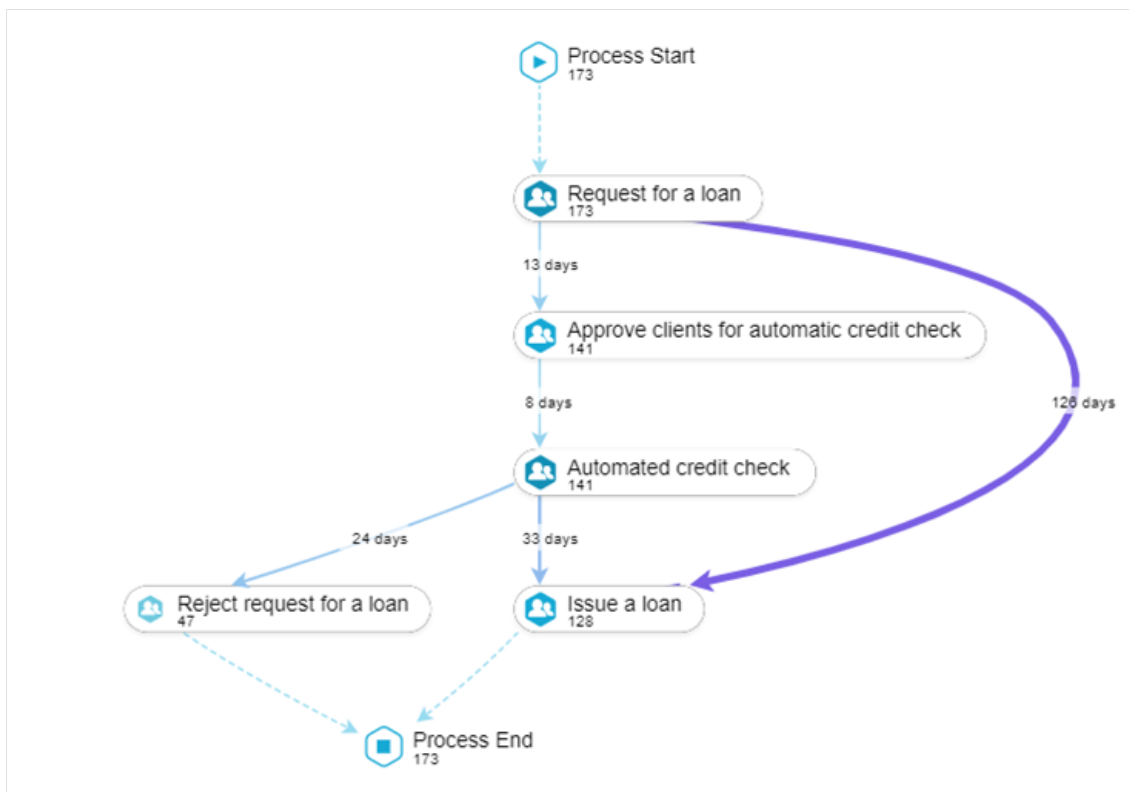 Process Start
173
Request for a loan
173
13 days
Approve clients for automatic credit check
141
8 days
126 days
Automated credit check
141
24 days
33 days
Reject request for a loan
47
Issue a loan
128
Process End
173